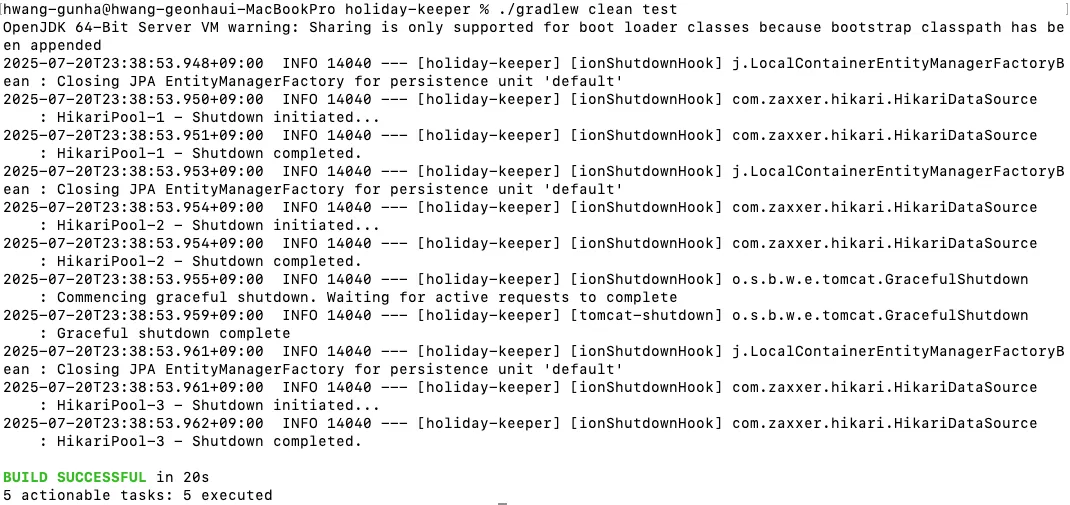 [hwang-gunha@hwang-geonhaui-MacBookPro holiday-keeper % ./gradlew clean test ]
OpenJDK 64-Bit Server VM warning: Sharing is only supported for boot loader classes because bootstrap classpath has be
en appended
2025-07-20T23:38:53.948+09:00  INFO 14040 --- [holiday-keeper] [ionShutdownHook] j.LocalContainerEntityManagerFactoryB
ean : Closing JPA EntityManagerFactory for persistence unit 'default'
2025-07-20T23:38:53.950+09:00  INFO 14040 --- [holiday-keeper] [ionShutdownHook] com.zaxxer.hikari.HikariDataSource
    : HikariPool-1 - Shutdown initiated...
2025-07-20T23:38:53.951+09:00  INFO 14040 --- [holiday-keeper] [ionShutdownHook] com.zaxxer.hikari.HikariDataSource
    : HikariPool-1 - Shutdown completed.
2025-07-20T23:38:53.953+09:00  INFO 14040 --- [holiday-keeper] [ionShutdownHook] j.LocalContainerEntityManagerFactoryB
ean : Closing JPA EntityManagerFactory for persistence unit 'default'
2025-07-20T23:38:53.954+09:00  INFO 14040 --- [holiday-keeper] [ionShutdownHook] com.zaxxer.hikari.HikariDataSource
    : HikariPool-2 - Shutdown initiated...
2025-07-20T23:38:53.954+09:00  INFO 14040 --- [holiday-keeper] [ionShutdownHook] com.zaxxer.hikari.HikariDataSource
    : HikariPool-2 - Shutdown completed.
2025-07-20T23:38:53.955+09:00  INFO 14040 --- [holiday-keeper] [ionShutdownHook] o.s.b.w.e.tomcat.GracefulShutdown
    : Commencing graceful shutdown. Waiting for active requests to complete
2025-07-20T23:38:53.959+09:00  INFO 14040 --- [holiday-keeper] [tomcat-shutdown] o.s.b.w.e.tomcat.GracefulShutdown
    : Graceful shutdown complete
2025-07-20T23:38:53.961+09:00  INFO 14040 --- [holiday-keeper] [ionShutdownHook] j.LocalContainerEntityManagerFactoryB
ean : Closing JPA EntityManagerFactory for persistence unit 'default'
2025-07-20T23:38:53.961+09:00  INFO 14040 --- [holiday-keeper] [ionShutdownHook] com.zaxxer.hikari.HikariDataSource
    : HikariPool-3 - Shutdown initiated...
2025-07-20T23:38:53.962+09:00  INFO 14040 --- [holiday-keeper] [ionShutdownHook] com.zaxxer.hikari.HikariDataSource
    : HikariPool-3 - Shutdown completed.
BUILD SUCCESSFUL in 20s
5 actionable tasks: 5 executed